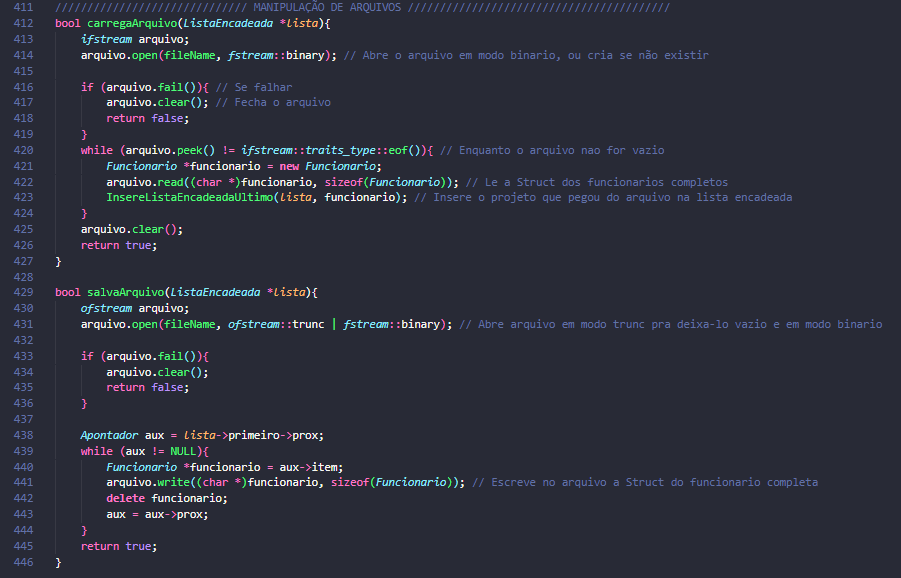 411 ////////////////////////////// MANIPULAÇÃO DE ARQUIVOS /////////////////////////////////////////
412 bool carregaArquivo(ListaEncadeada *lista){
413     ifstream arquivo;
414     arquivo.open(fileName, fstream::binary); // Abre o arquivo em modo binario, ou cria se não existir
415
416     if (arquivo.fail()){ // Se falhar
417         arquivo.clear(); // Fecha o arquivo
418         return false;
419     }
420     while (arquivo.peek() != ifstream::traits_type::eof()){ // Enquanto o arquivo nao for vazio
421         Funcionario *funcionario = new Funcionario;
422         arquivo.read((char *)funcionario, sizeof(Funcionario)); // Le a Struct dos funcionarios completos
423         InsereListaEncadeadaUltimo(lista, funcionario); // Insere o projeto que pegou do arquivo na lista encadeada
424     }
425     arquivo.clear();
426     return true;
427 }
428
429 bool salvaArquivo(ListaEncadeada *lista){
430     ofstream arquivo;
431     arquivo.open(fileName, ofstream::trunc | fstream::binary); // Abre arquivo em modo trunc pra deixa-lo vazio e em modo binario
432
433     if (arquivo.fail()){
434         arquivo.clear();
435         return false;
436     }
437
438     Apontador aux = lista->primeiro->prox;
439     while (aux != NULL){
440         Funcionario *funcionario = aux->item;
441         arquivo.write((char *)funcionario, sizeof(Funcionario)); // Escreve no arquivo a Struct do funcionario completa
442         delete funcionario;
443         aux = aux->prox;
444     }
445     return true;
446 }